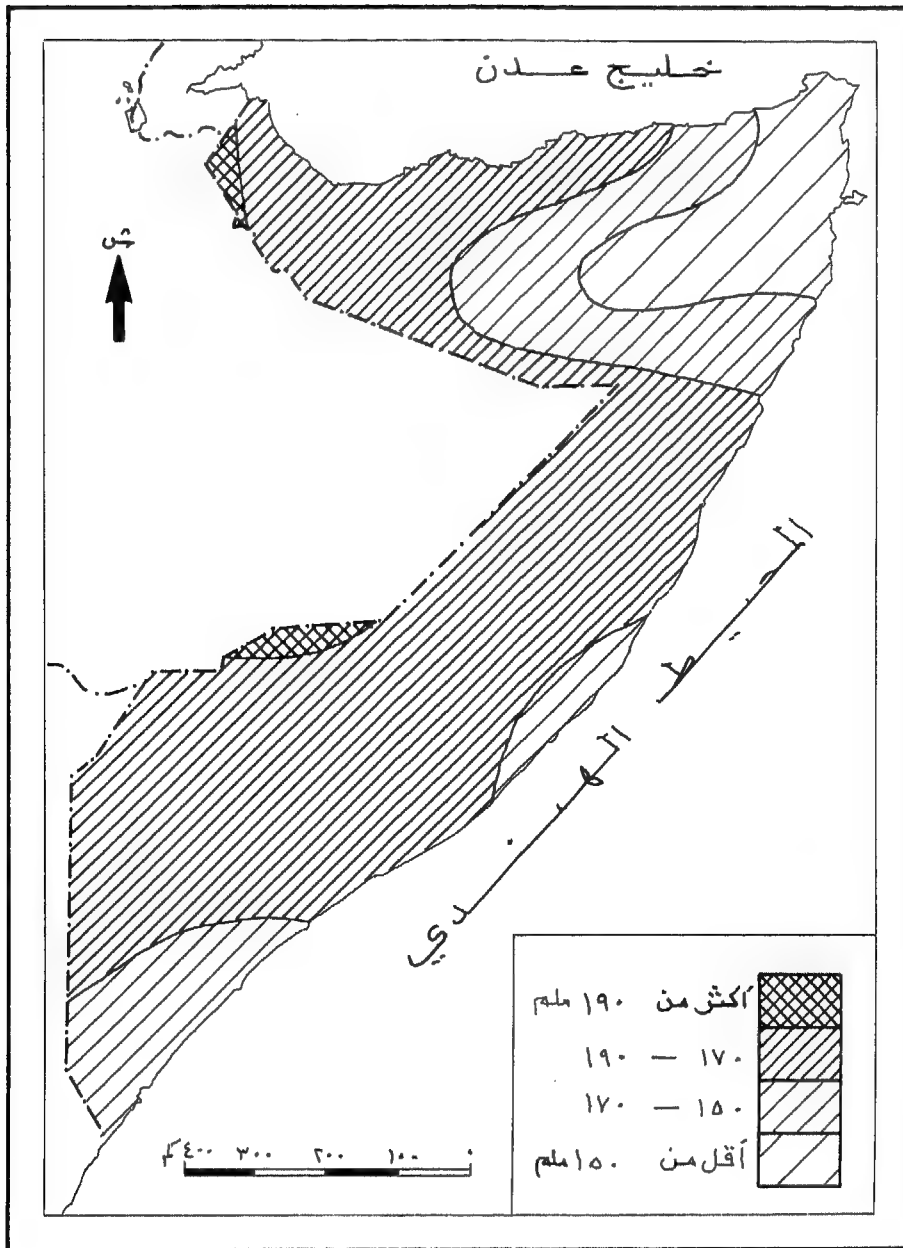 خليج عدن
ش
المحيط الهندي
أكثر من ١٩٠ ملم
١٧٠ — ١٩٠
١٥٠ — ١٧٠
أقل من ١٥٠ ملم
٤٠٠ ٣٠٠ ٢٠٠ ١٠٠ ٠ كم